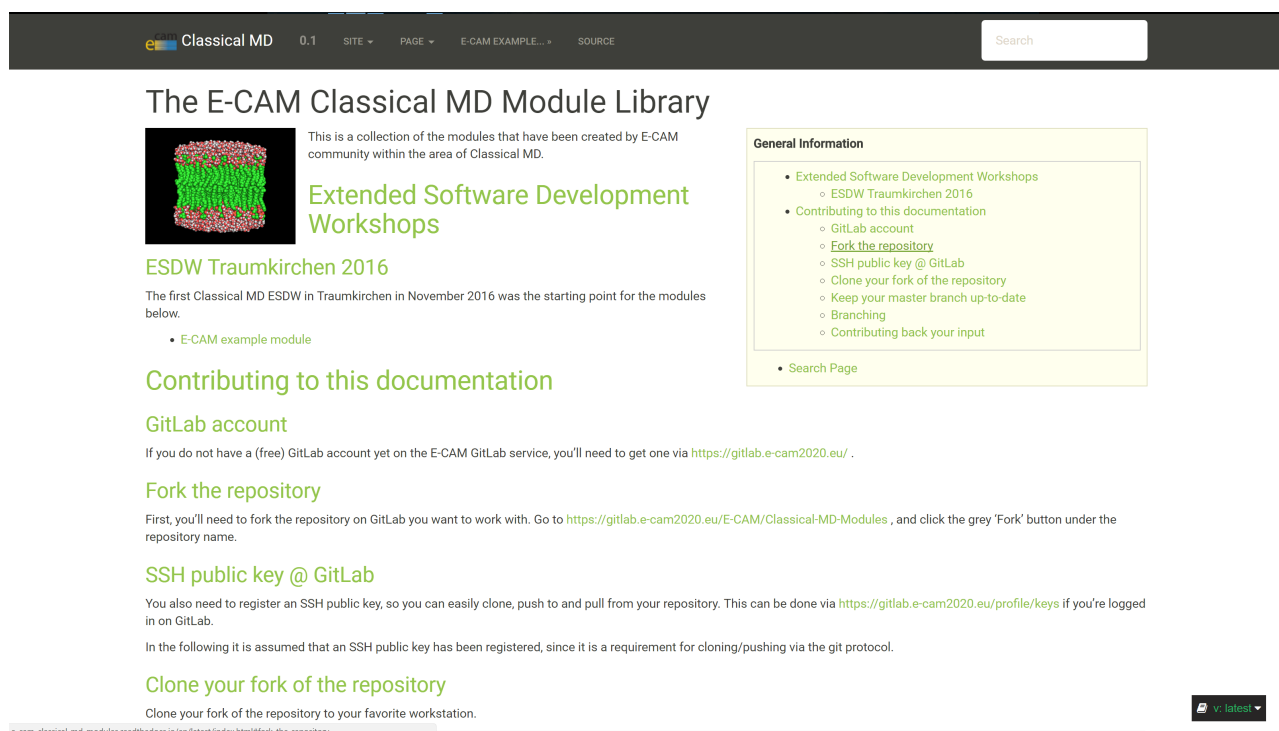 ecam Classical MD 0.1 SITE PAGE E-CAM EXAMPLE... » SOURCE Search
The E-CAM Classical MD Module Library
This is a collection of the modules that have been created by E-CAM
community within the area of Classical MD.
Extended Software Development
Workshops
ESDW Traumkirchen 2016
The first Classical MD ESDW in Traumkirchen in November 2016 was the starting point for the modules
below.
• E-CAM example module
General Information
• Extended Software Development Workshops
◦ ESDW Traumkirchen 2016
• Contributing to this documentation
◦ GitLab account
◦ Fork the repository
◦ SSH public key @ GitLab
◦ Clone your fork of the repository
◦ Keep your master branch up-to-date
◦ Branching
◦ Contributing back your input
• Search Page
Contributing to this documentation
GitLab account
If you do not have a (free) GitLab account yet on the E-CAM GitLab service, you’ll need to get one via https://gitlab.e-cam2020.eu/ .
Fork the repository
First, you’ll need to fork the repository on GitLab you want to work with. Go to https://gitlab.e-cam2020.eu/E-CAM/Classical-MD-Modules , and click the grey ‘Fork’ button under the
repository name.
SSH public key @ GitLab
You also need to register an SSH public key, so you can easily clone, push to and pull from your repository. This can be done via https://gitlab.e-cam2020.eu/profile/keys if you’re logged
in on GitLab.
In the following it is assumed that an SSH public key has been registered, since it is a requirement for cloning/pushing via the git protocol.
Clone your fork of the repository
Clone your fork of the repository to your favorite workstation.
v: latest